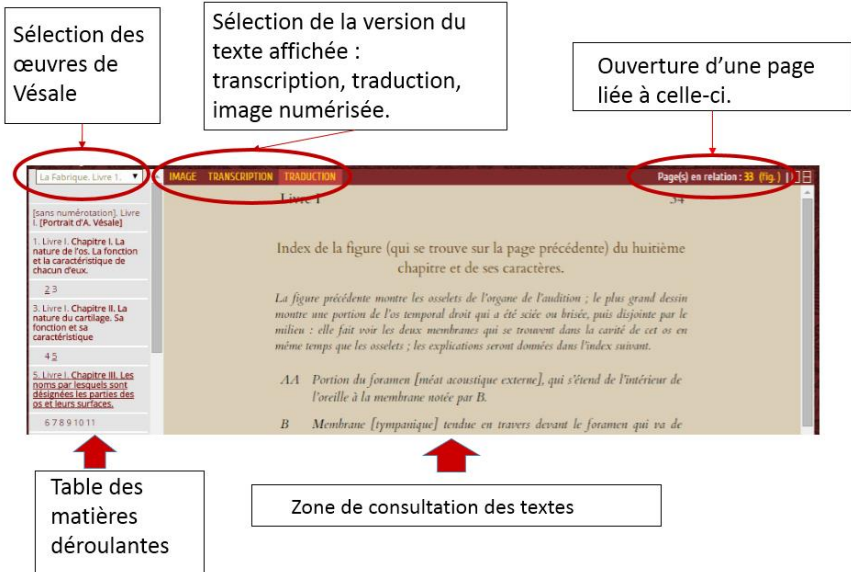 Sélection des
œuvres de
Vésale
Sélection de la version du
texte affichée :
transcription, traduction,
image numérisée.
Ouverture d’une page
liée à celle-ci.
La Fabrique. Livre 1.
IMAGE TRANSCRIPTION TRADUCTION
Page(s) en relation : 33 (fig.) |
[sans numérotation]. Livre
I. [Portrait d'A. Vésale]
1. Livre I. Chapitre I. La
nature de l'os. La fonction
et la caractéristique de
chacun d'eux.
2 3
3. Livre I. Chapitre II. La
nature du cartilage. Sa
fonction et sa
caractéristique
4 5
5. Livre I. Chapitre III. Les
noms par lesquels sont
désignées les parties des
os et leurs surfaces.
6 7 8 9 10 11
Livre I 34
Index de la figure (qui se trouve sur la page précédente) du huitième
chapitre et de ses caractères.
La figure précédente montre les osselets de l'organe de l'audition ; le plus grand dessin
montre une portion de l'os temporal droit qui a été sciée ou brisée, puis disjointe par le
milieu : elle fait voir les deux membranes qui se trouvent dans la cavité de cet os en
même temps que les osselets ; les explications seront données dans l'index suivant.
AA Portion du foramen [méat acoustique externe], qui s'étend de l'intérieur de
l'oreille à la membrane notée par B.
B Membrane [tympanique] tendue en travers devant le foramen qui va de
Table des
matières
déroulantes
Zone de consultation des textes